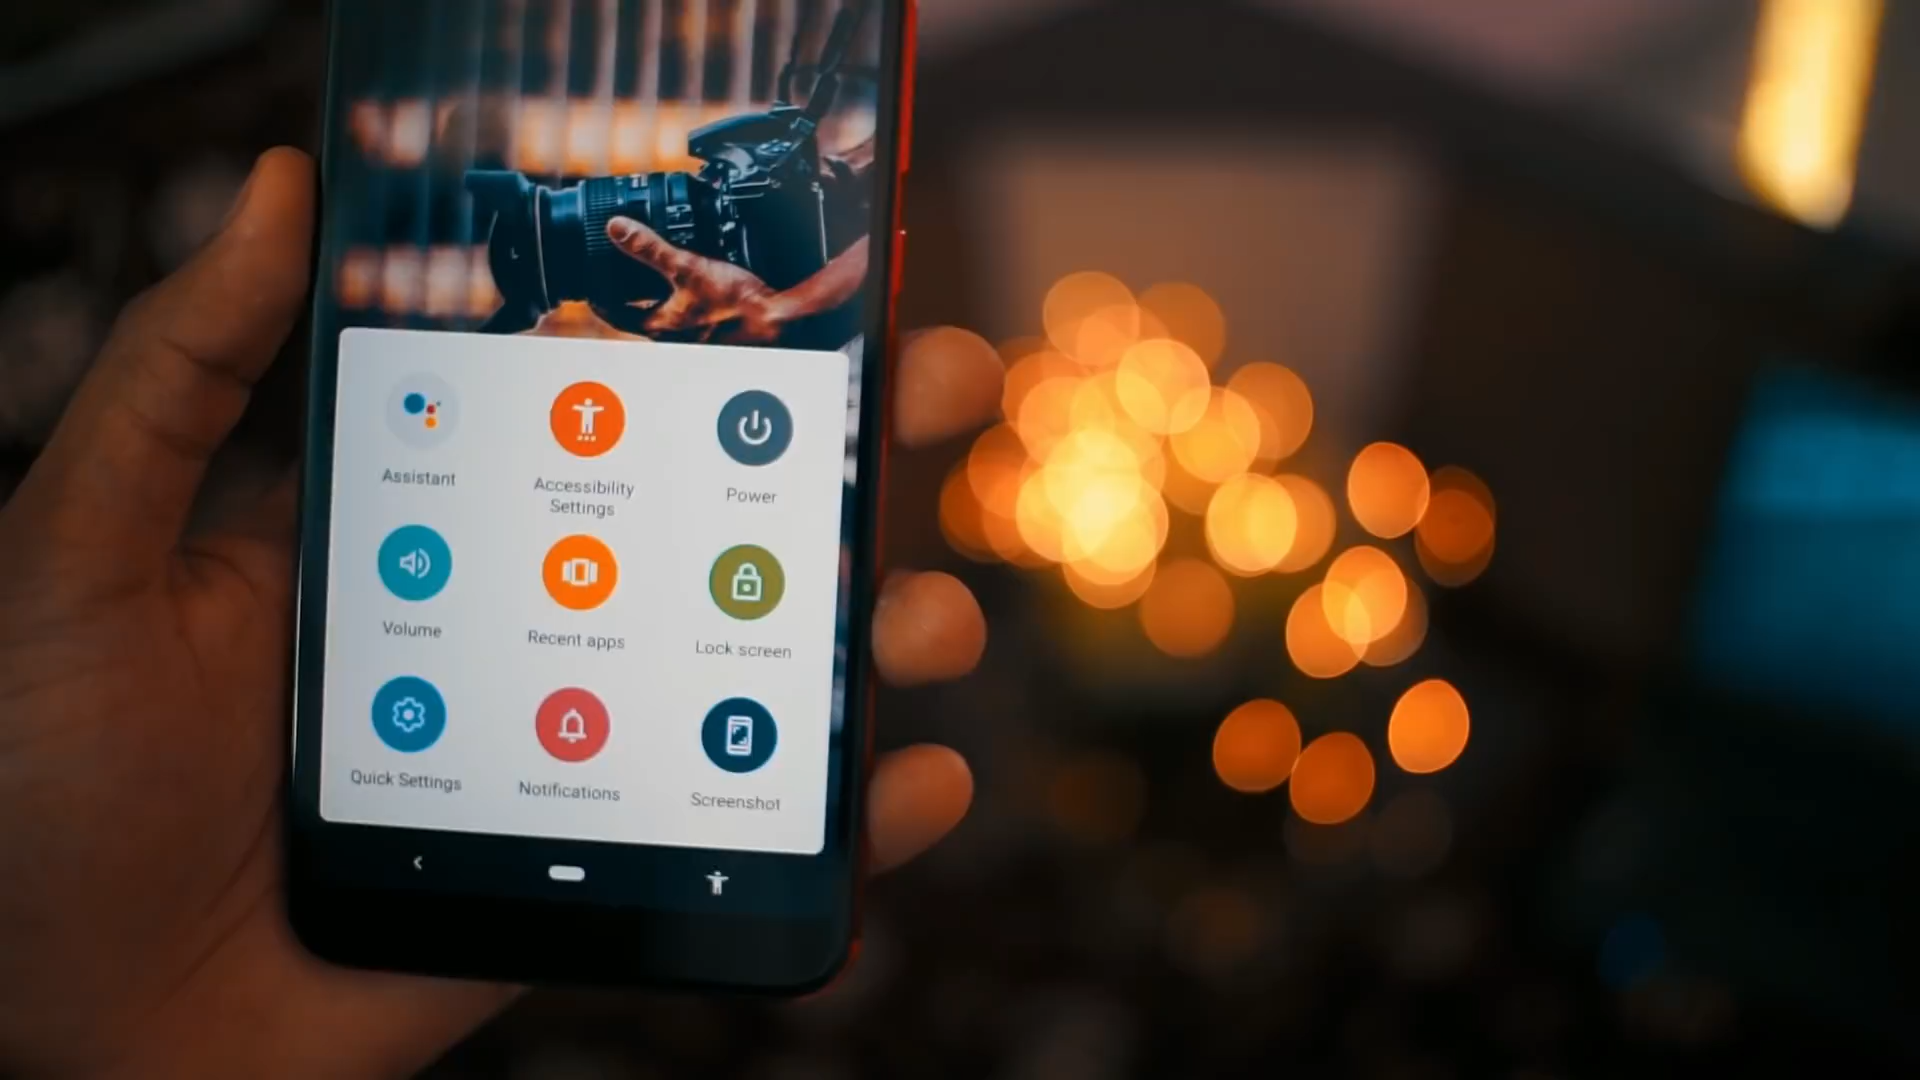 Assistant
Accessibility
Settings
Power
Volume
Recent apps
Lock screen
Quick Settings
Notifications
Screenshot